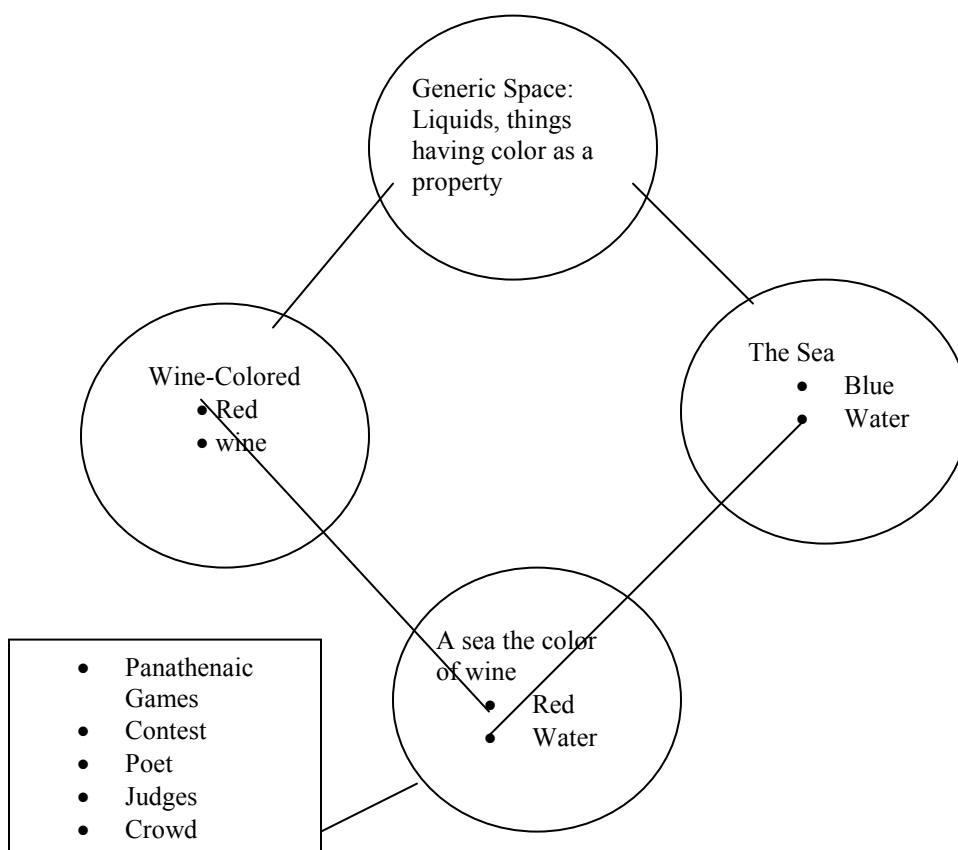 Generic Space:
Liquids, things
having color as a
property
Wine-Colored
• Red
• wine
The Sea
• Blue
• Water
A sea the color
of wine
• Red
• Water
• Panathenaic
Games
• Contest
• Poet
• Judges
• Crowd